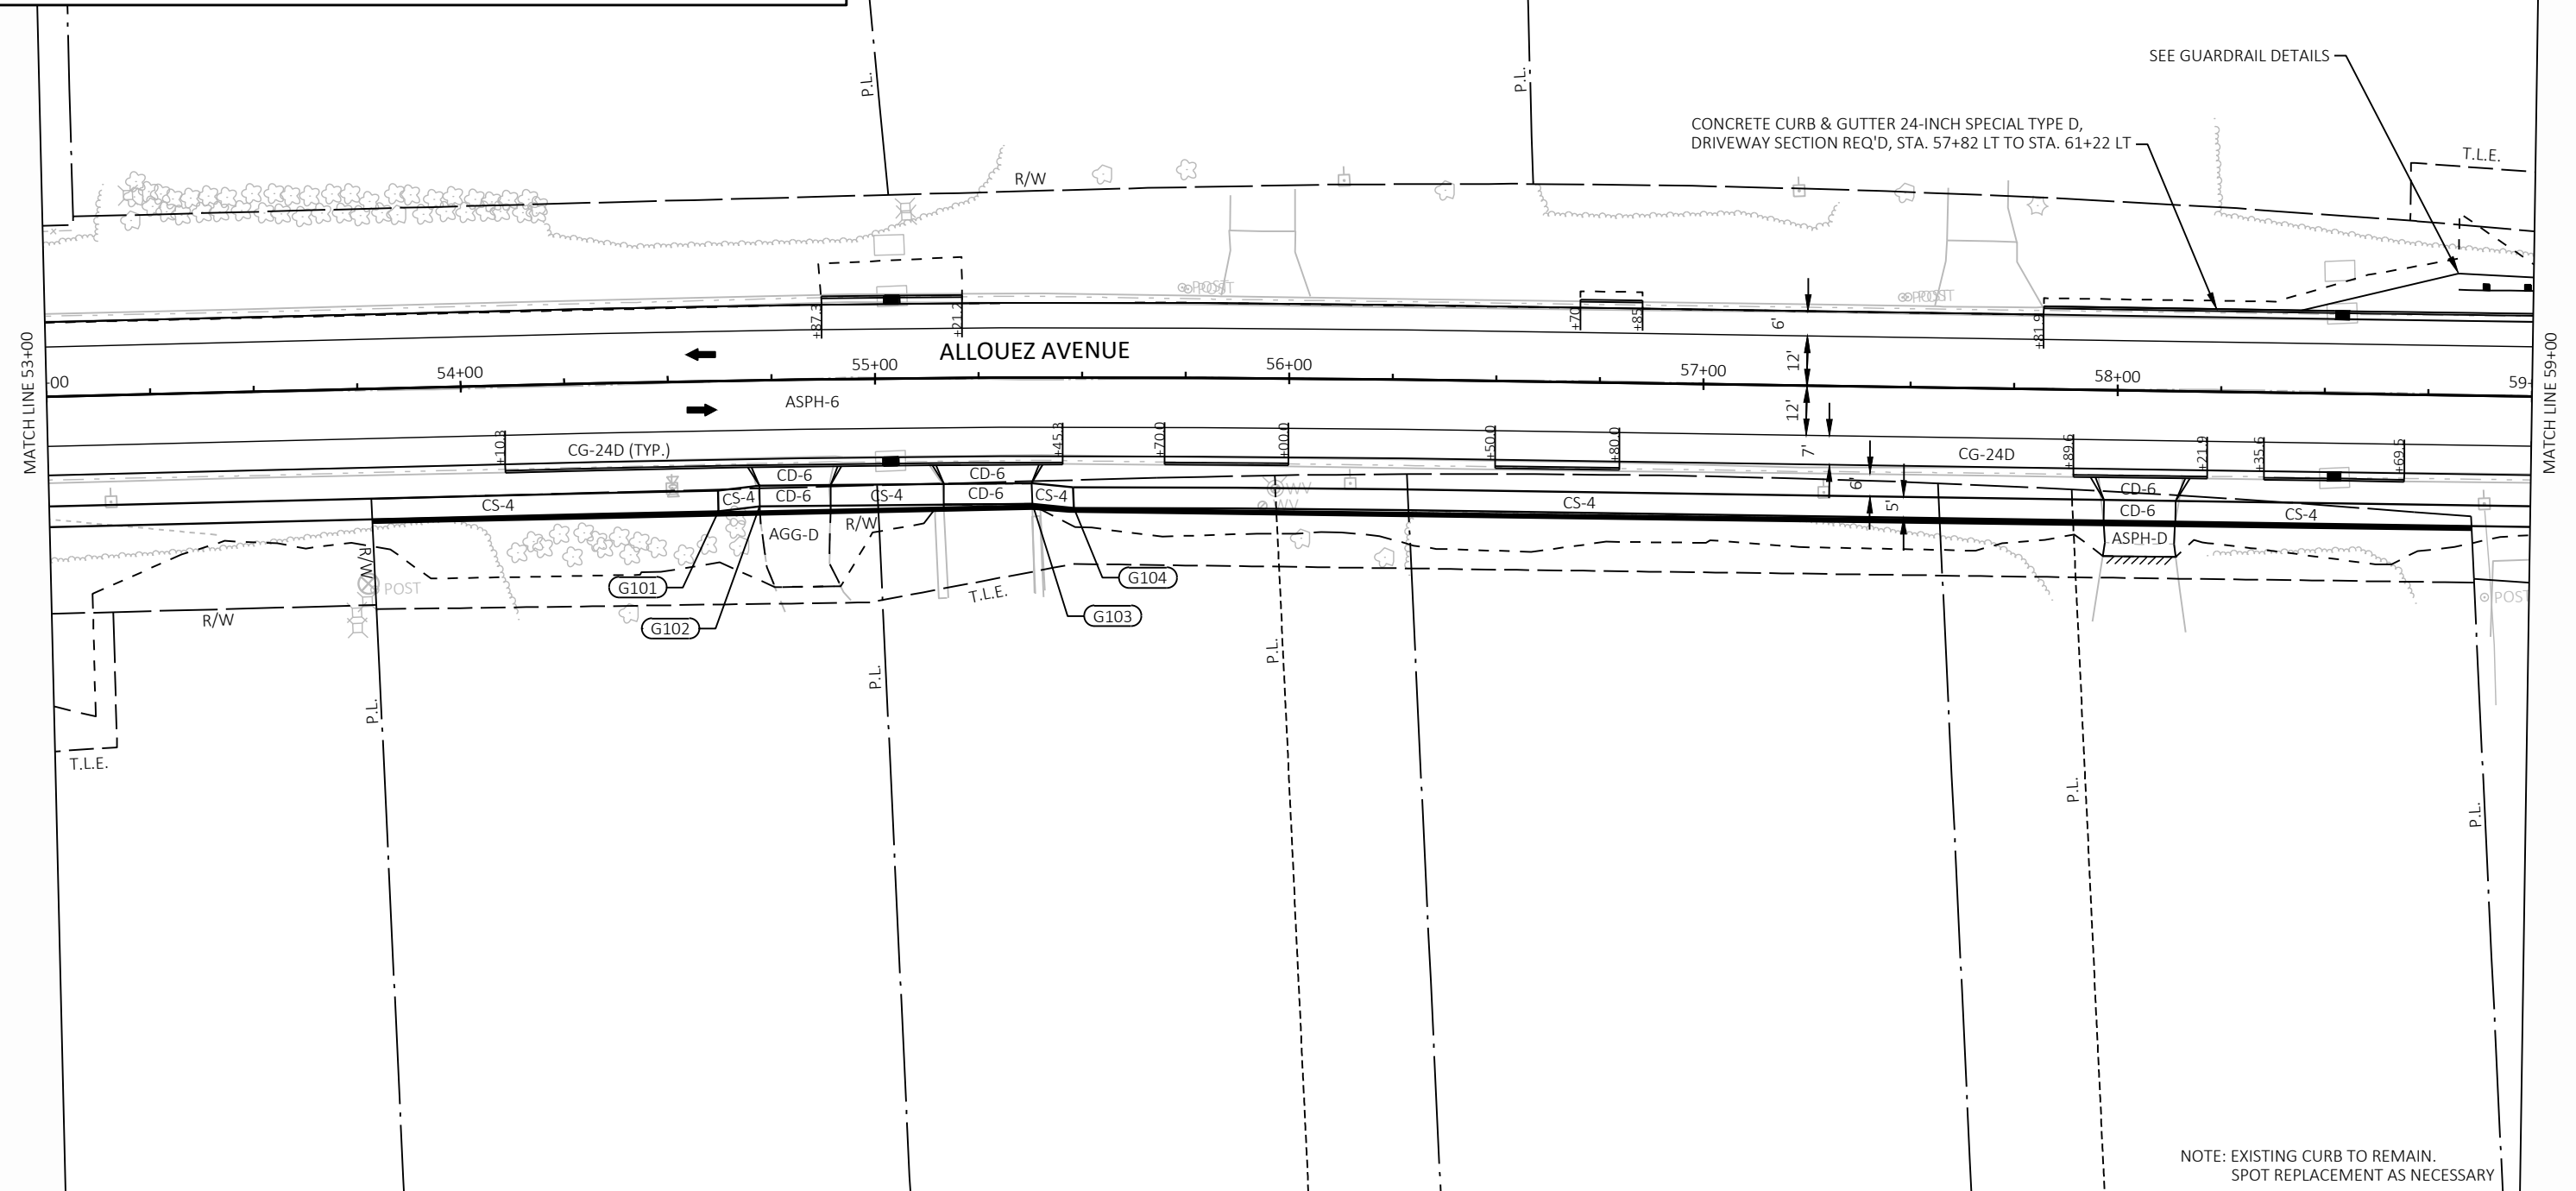 SEE GUARDRAIL DETAILS
CONCRETE CURB & GUTTER 24-INCH SPECIAL TYPE D,
DRIVEWAY SECTION REQ'D, STA. 57+82 LT TO STA. 61+22 LT
T.L.E.
P.L.
P.L.
R/W
POST
POST
+87.3
+21.2
+70
+85
+81.9
6'
MATCH LINE 53+00
MATCH LINE 59+00
ALLOUEZ AVENUE
-00
54+00
55+00
56+00
57+00
58+00
59-
12'
12'
ASPH-6
+10.3
CG-24D (TYP.)
+45.3
+70.0
+00.0
+50.0
+80.0
7'
CG-24D
+89.6
+21.9
+35.6
+69.5
CD-6
CD-6
6'
CD-6
WV
CS-4
CS-4
CD-6
CS-4
CD-6
CS-4
CS-4
5'
CD-6
CS-4
WV
R/W
AGG-D
ASPH-D
R/W
POST
G101
G104
T.L.E.
POST
G103
R/W
G102
P.L.
P.L.
P.L.
T.L.E.
P.L.
P.L.
NOTE: EXISTING CURB TO REMAIN.
SPOT REPLACEMENT AS NECESSARY